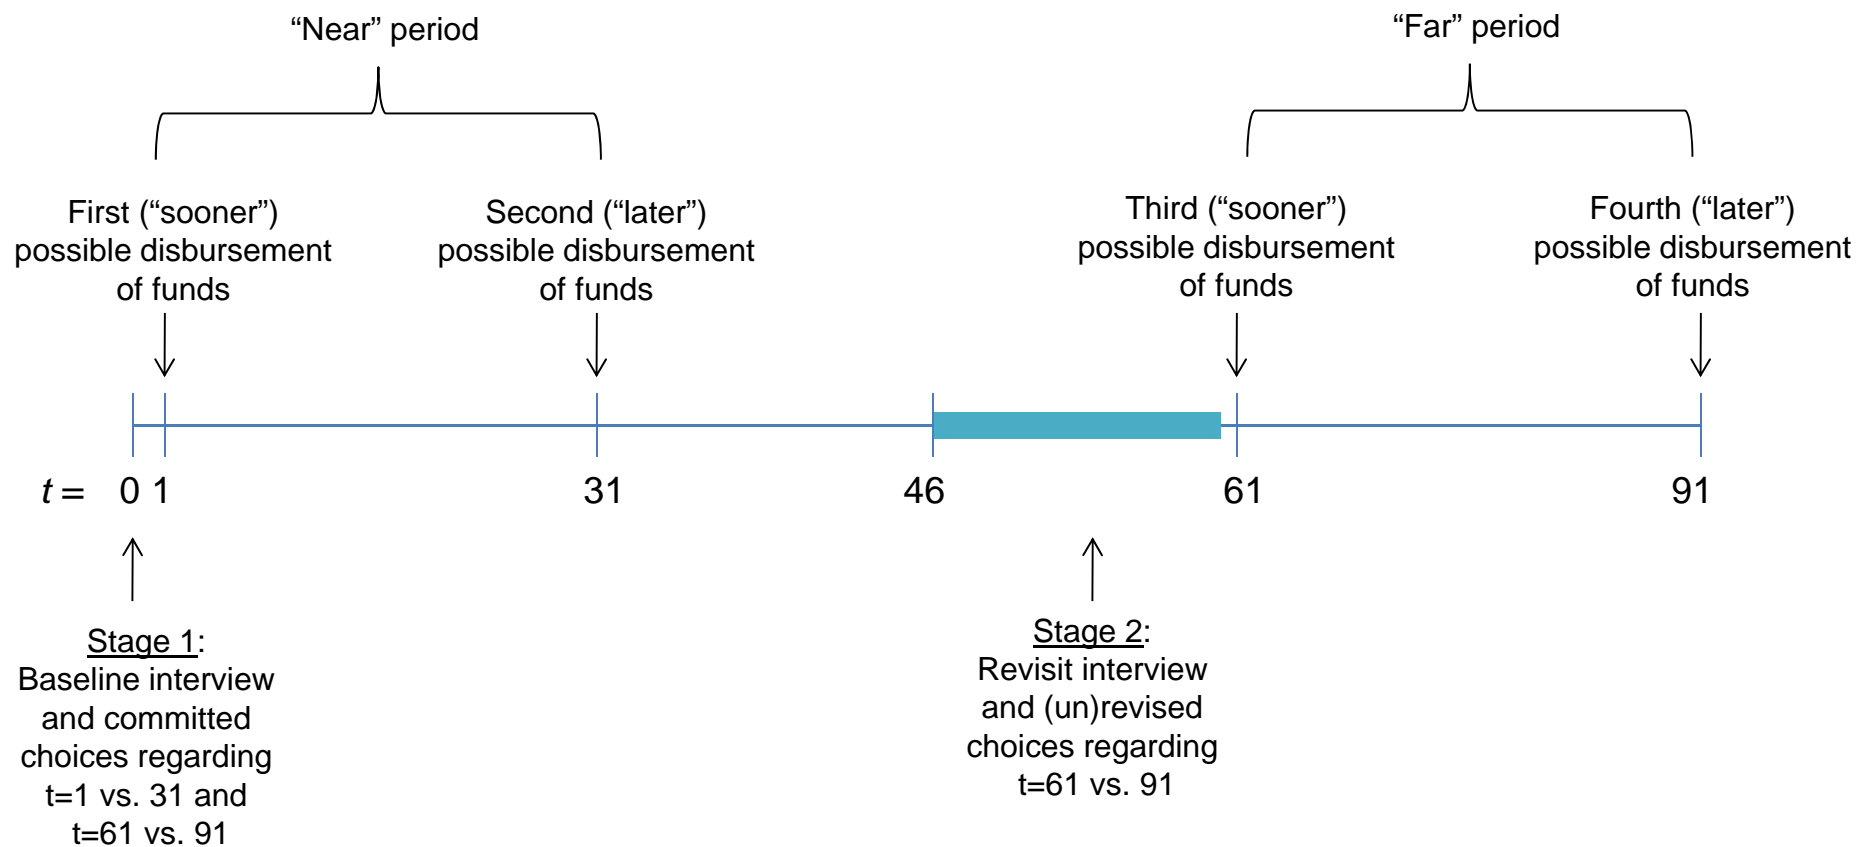 “Near” period
“Far” period
First (“sooner”)
possible disbursement
of funds
Second (“later”)
possible disbursement
of funds
Third (“sooner”)
possible disbursement
of funds
Fourth (“later”)
possible disbursement
of funds
t = 0 1 31 46 61 91
Stage 1:
Baseline interview
and committed
choices regarding
t=1 vs. 31 and
t=61 vs. 91
Stage 2:
Revisit interview
and (un)revised
choices regarding
t=61 vs. 91